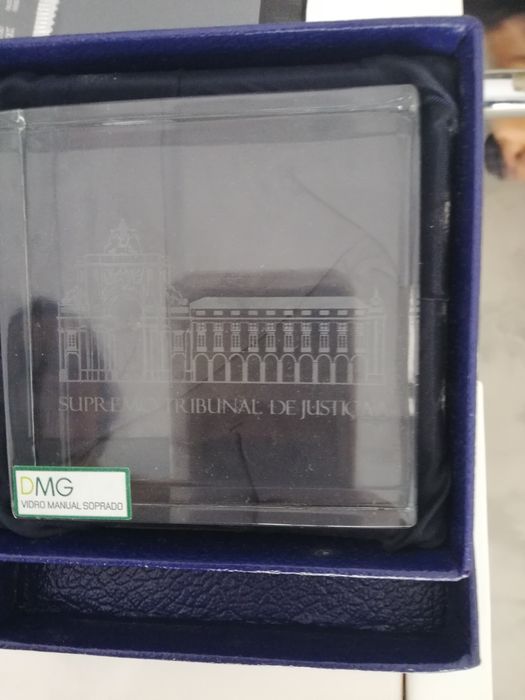 SUPREMO TRIBUNAL DE JUSTIÇA
DMG
VIDRO MANUAL SOPRADO